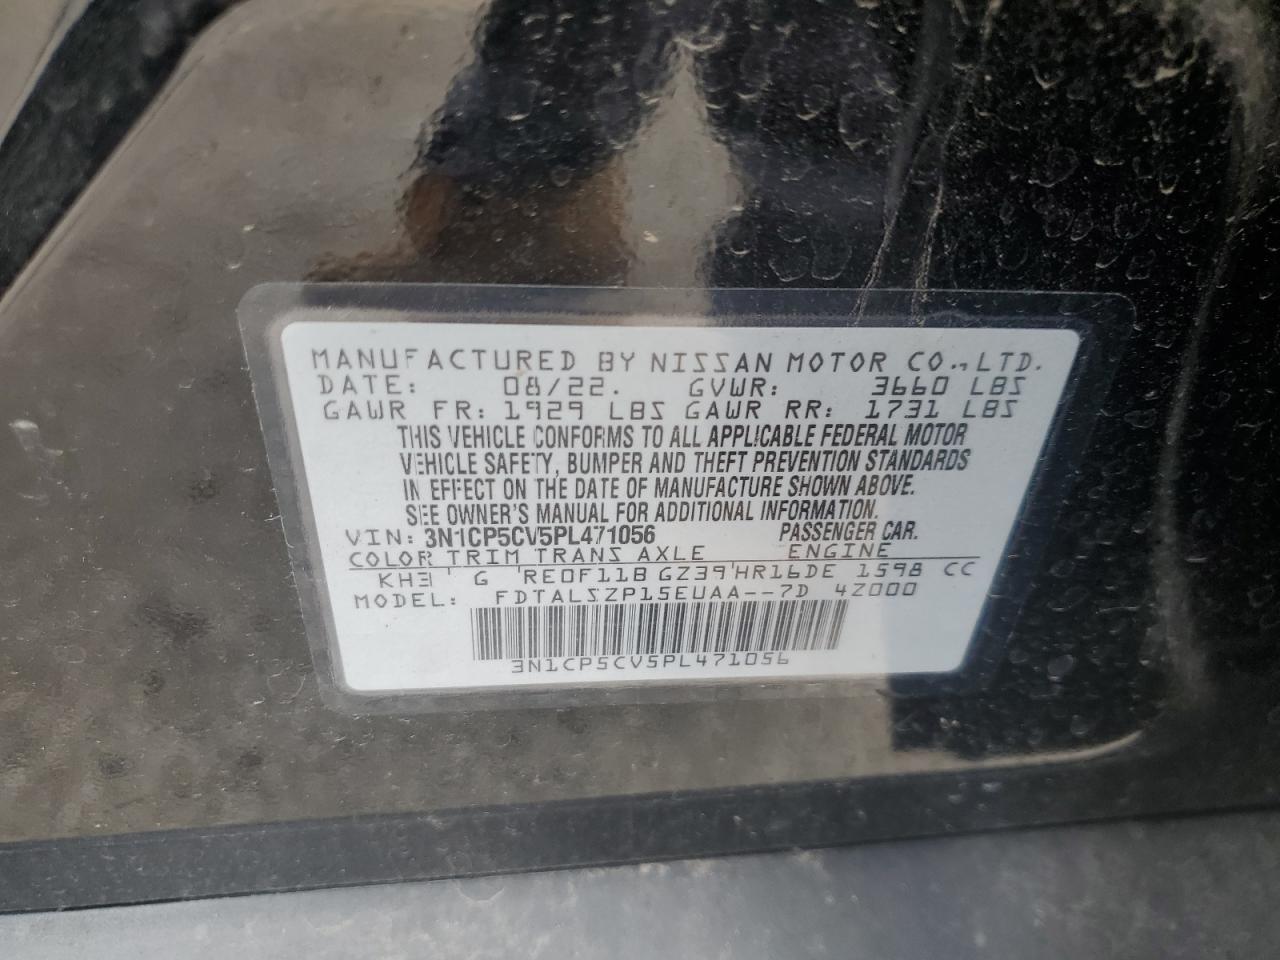 MANUFACTURED BY NISSAN MOTOR CO., LTD.
DATE: 08/22. GVWR: 3660 LBS
GAWR FR: 1929 LBS GAWR RR: 1731 LBS
THIS VEHICLE CONFORMS TO ALL APPLICABLE FEDERAL MOTOR
VEHICLE SAFETY, BUMPER AND THEFT PREVENTION STANDARDS
IN EFFECT ON THE DATE OF MANUFACTURE SHOWN ABOVE.
SEE OWNER'S MANUAL FOR ADDITIONAL INFORMATION.
VIN: 3N1CP5CV5PL471056 PASSENGER CAR.
COLOR TRIM TRANS AXLE ENGINE
KH3 G RE0F11B GZ39 HR16DE 1598 CC
MODEL: FDTALSZP15EUAA--7D 4Z000
3N1CP5CV5PL471056